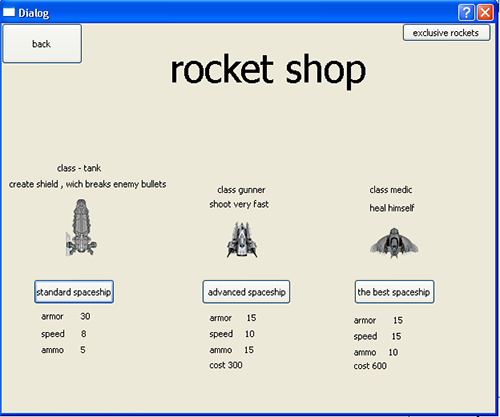 Dialog
back
exclusive rockets
rocket shop
class - tank
create shield , wich breaks enemy bullets
class gunner
shoot very fast
class medic
heal himself
standard spaceship
advanced spaceship
the best spaceship
armor 30
speed 8
ammo 5
armor 15
speed 10
ammo 15
cost 300
armor 15
speed 15
ammo 10
cost 600